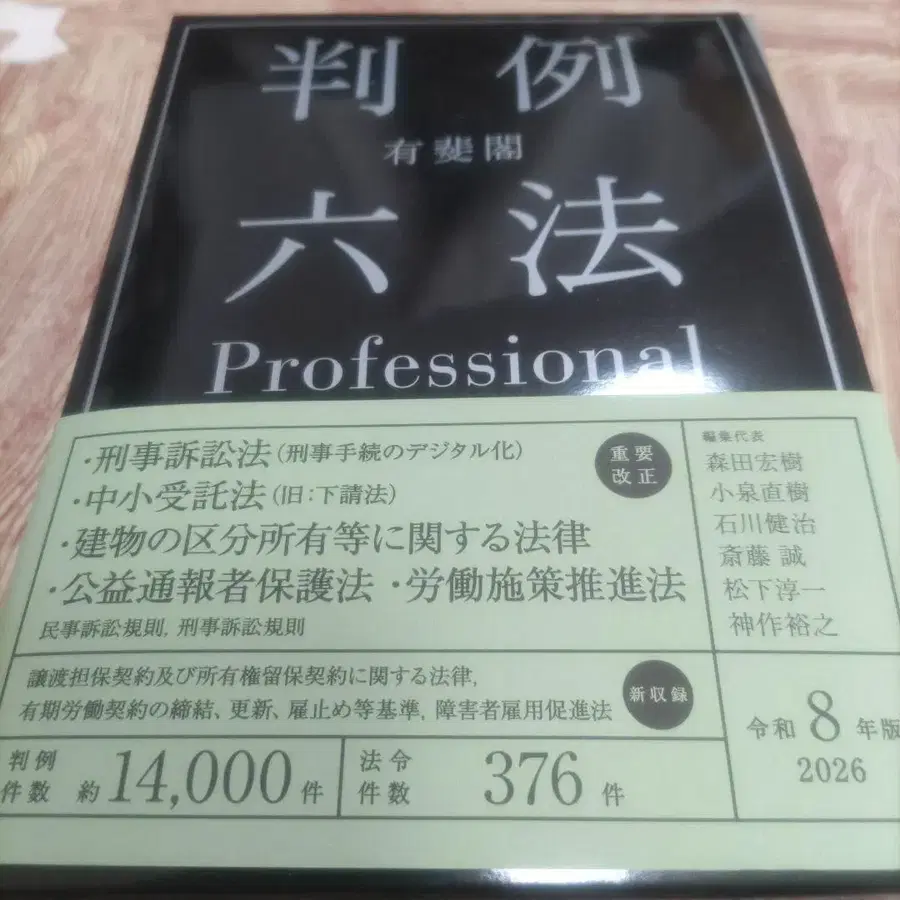 判例
有斐閣
六法
Professional
・刑事訴訟法(刑事手続のデジタル化)
・中小受託法(旧:下請法)
・建物の区分所有等に関する法律
・公益通報者保護法 ・労働施策推進法
民事訴訟規則, 刑事訴訟規則
重要
改正
譲渡担保契約及び所有権留保契約に関する法律,
有期労働契約の締結、更新、雇止め等基準, 障害者雇用促進法
新収録
判例
件数 約14,000件
法令
件数 376件
編集代表
森田宏樹
小泉直樹
石川健治
斎藤 誠
松下淳一
神作裕之
令和8年版
2026